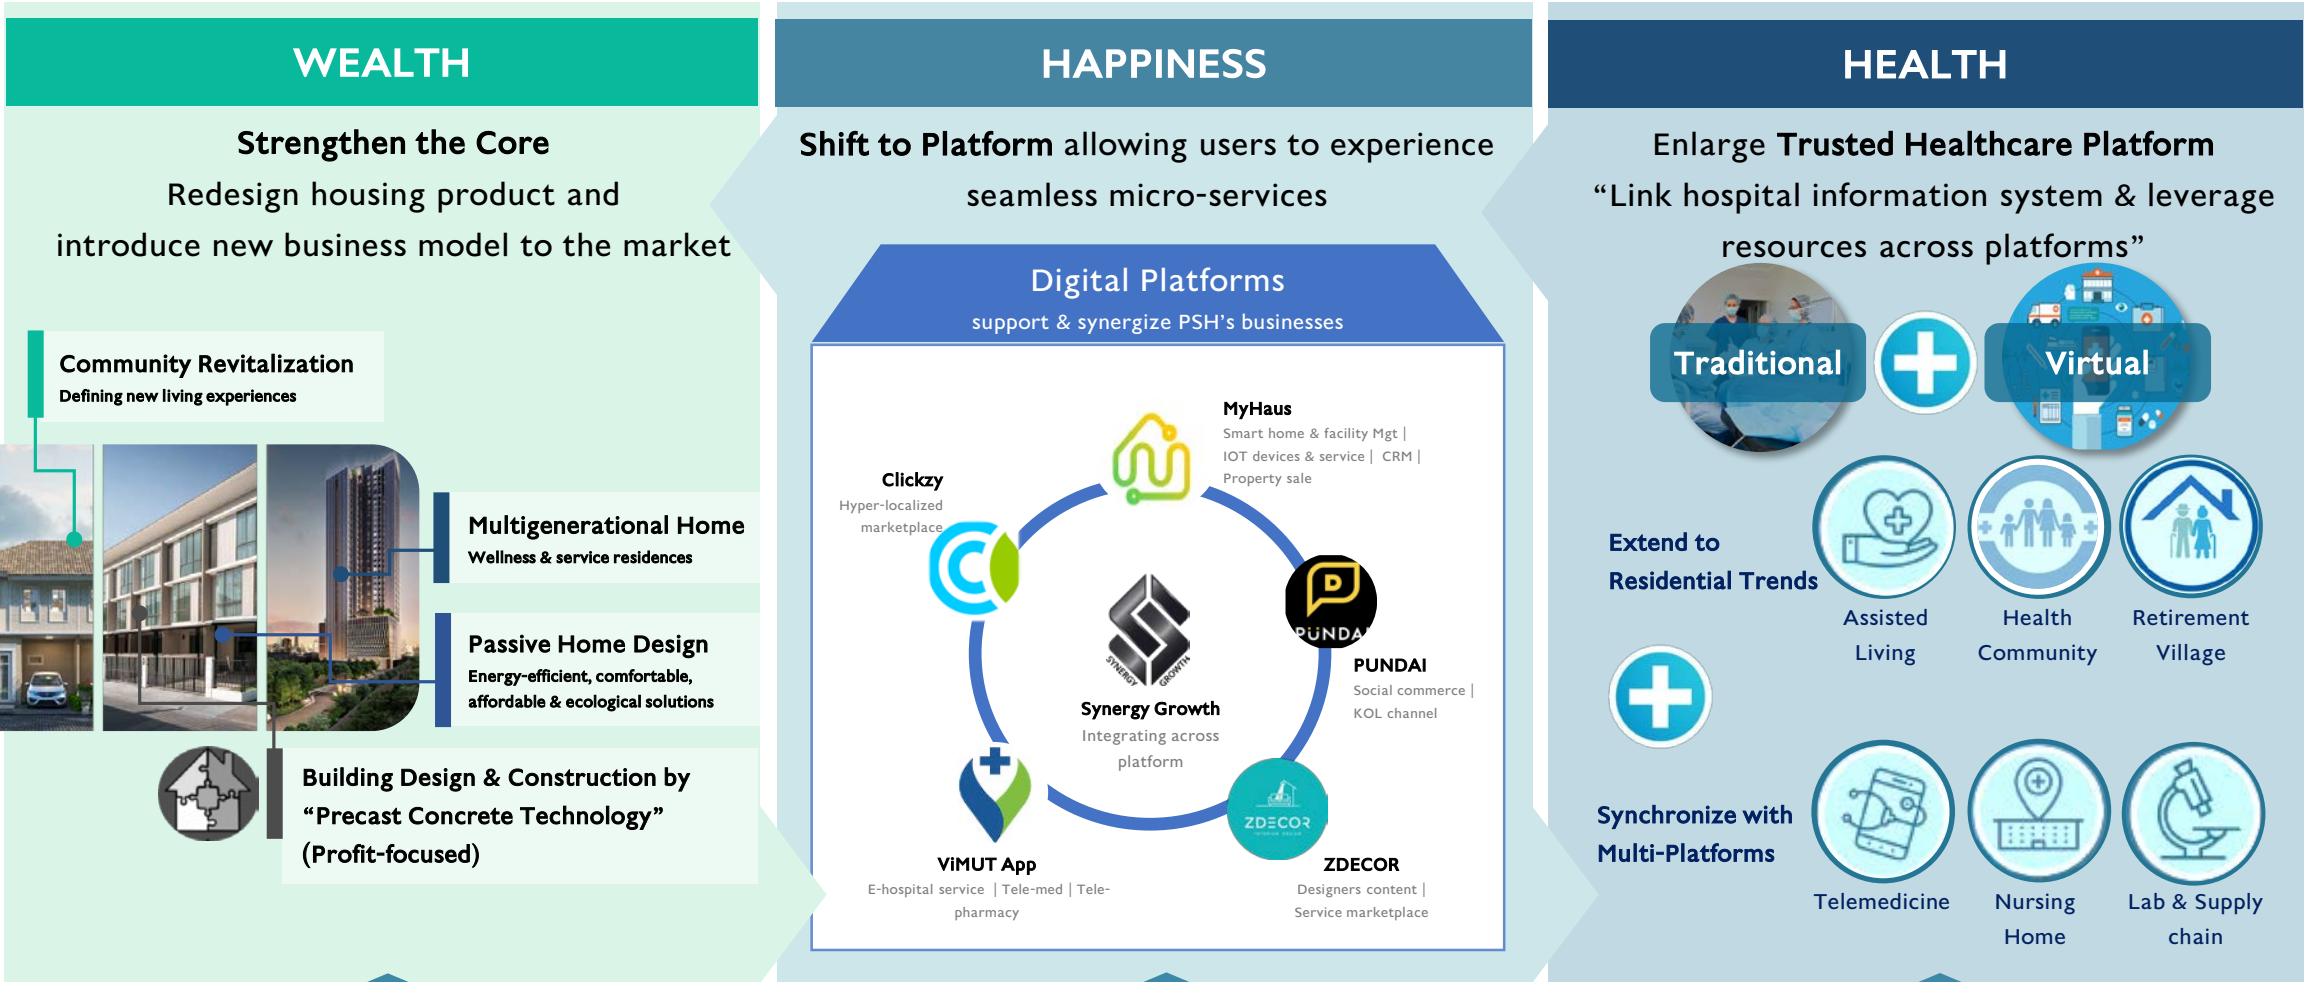 WEALTH
Strengthen the Core
Redesign housing product and
introduce new business model to the market
Community Revitalization
Defining new living experiences
Multigenerational Home
Wellness & service residences
Passive Home Design
Energy-efficient, comfortable,
affordable & ecological solutions
Building Design & Construction by
“Precast Concrete Technology”
(Profit-focused)
HAPPINESS
Shift to Platform allowing users to experience
seamless micro-services
Digital Platforms
support & synergize PSH’s businesses
MyHaus
Smart home & facility Mgt |
IOT devices & service | CRM |
Property sale
Clickzy
Hyper-localized
marketplace
PÜNDAI
PUNDAI
Social commerce |
KOL channel
SYNERGY GROWTH
Synergy Growth
Integrating across
platform
ZDECOR
INTERIOR DESIGN
ViMUT App
E-hospital service | Tele-med | Tele-
pharmacy
ZDECOR
Designers content |
Service marketplace
HEALTH
Enlarge Trusted Healthcare Platform
“Link hospital information system & leverage
resources across platforms”
Traditional
Virtual
Extend to
Residential Trends
Assisted
Living
Health
Community
Retirement
Village
Synchronize with
Multi-Platforms
Telemedicine
Nursing
Home
Lab & Supply
chain